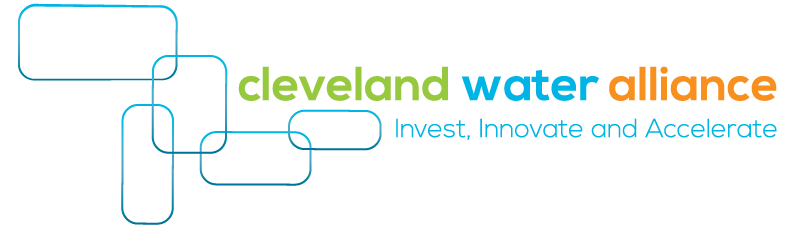 cleveland water alliance
Invest, Innovate and Accelerate